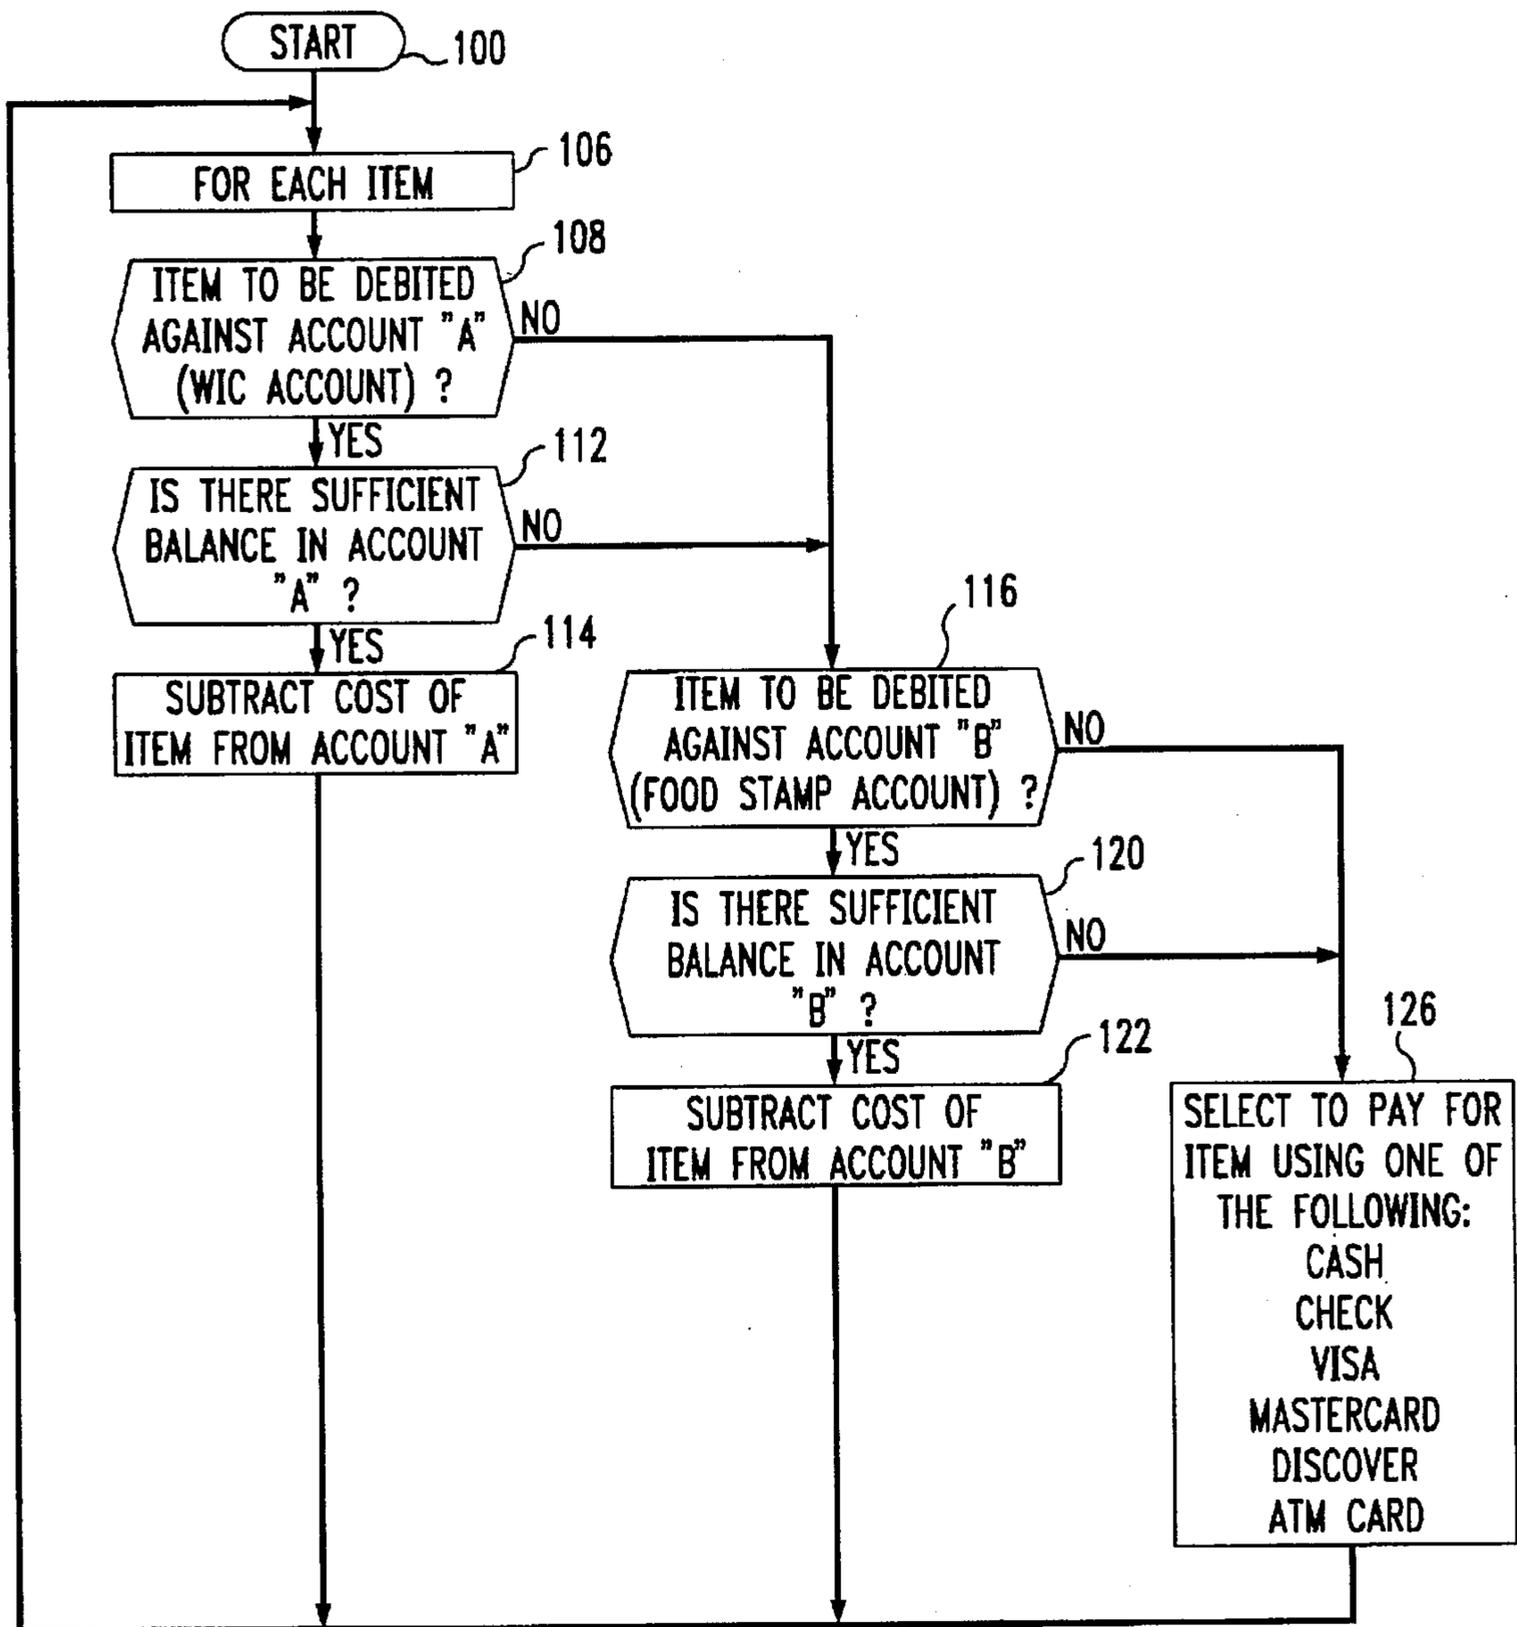 START
100
FOR EACH ITEM
106
108
ITEM TO BE DEBITED
AGAINST ACCOUNT "A"
(WIC ACCOUNT) ?
NO
YES
112
IS THERE SUFFICIENT
BALANCE IN ACCOUNT
"A" ?
NO
YES
114
SUBTRACT COST OF
ITEM FROM ACCOUNT "A"
116
ITEM TO BE DEBITED
AGAINST ACCOUNT "B"
(FOOD STAMP ACCOUNT) ?
NO
YES
120
IS THERE SUFFICIENT
BALANCE IN ACCOUNT
"B" ?
NO
YES
122
SUBTRACT COST OF
ITEM FROM ACCOUNT "B"
126
SELECT TO PAY FOR
ITEM USING ONE OF
THE FOLLOWING:
CASH
CHECK
VISA
MASTERCARD
DISCOVER
ATM CARD